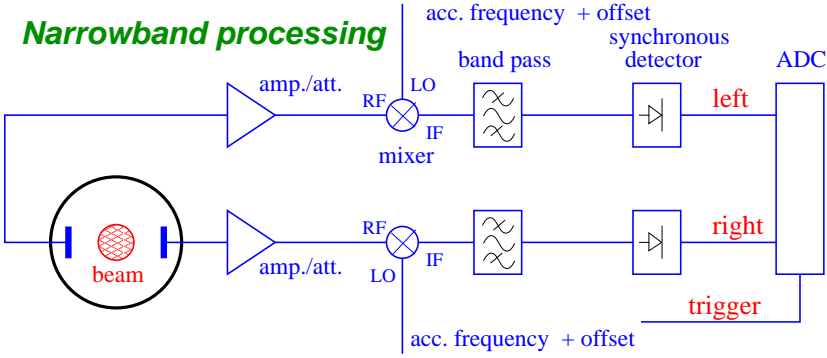 Narrowband processing
acc. frequency + offset
synchronous
detector
band pass
ADC
amp./att.
RF
LO
IF
mixer
left
beam
amp./att.
RF
LO
IF
right
trigger
acc. frequency + offset